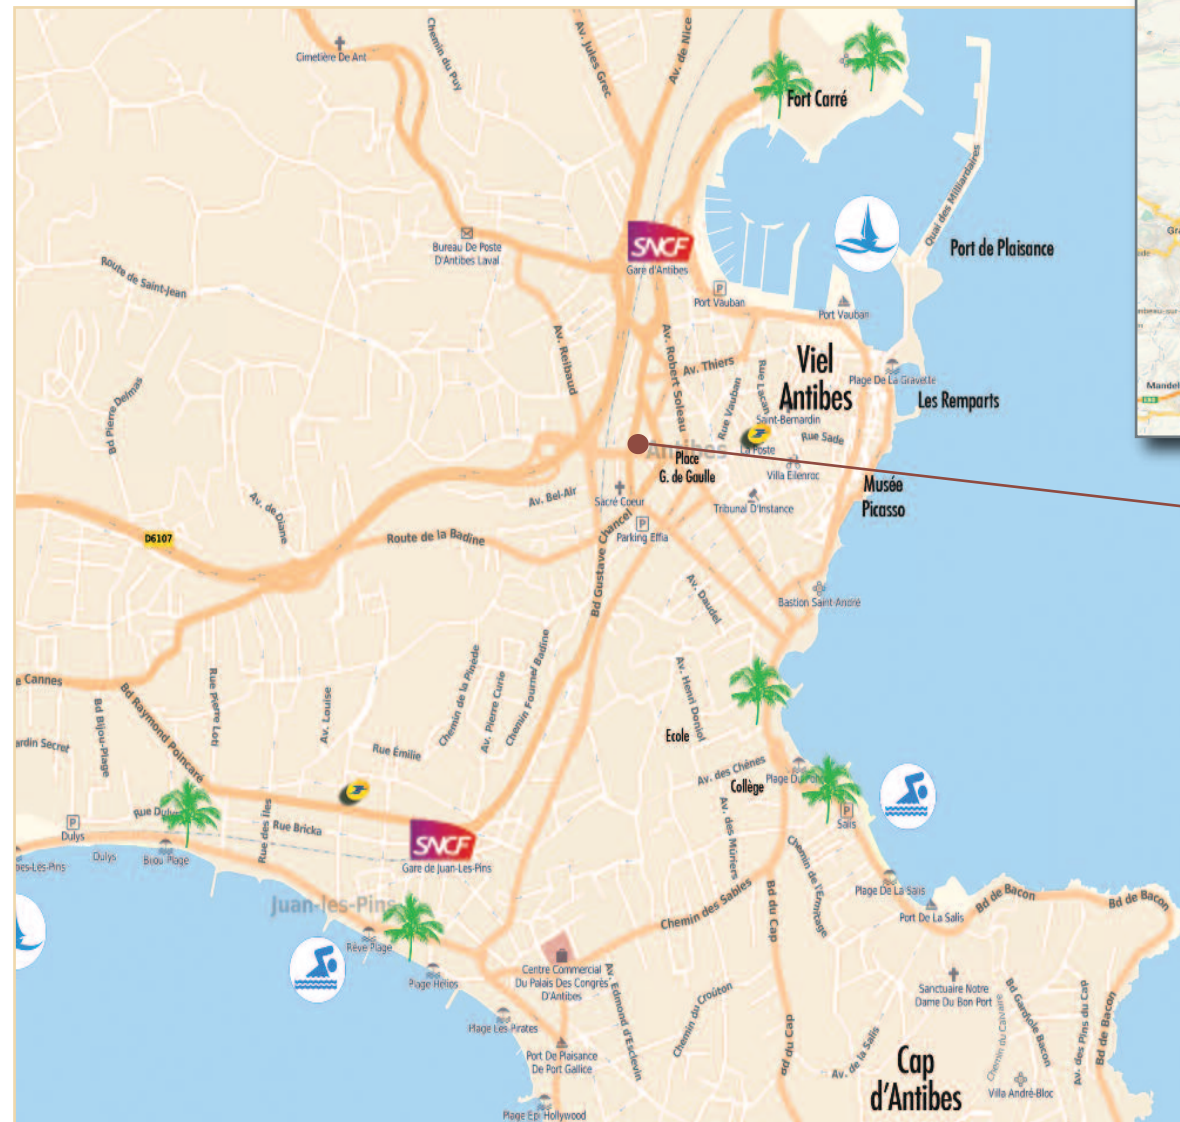 Cimetière De Ant
Chemin du Puy
Av. Jules Grec
Av. de Nice
Fort Carré
Quai des Milliardaires
Port de Plaisance
Bureau De Poste
D'Antibes Laval
SNCF
Gare d'Antibes
Route de Saint-Jean
Port Vauban
Port Vauban
Av. Reibaud
Av. Robert Soleau
Av. Thiers
Viel
Antibes
Plage De La Gravette
Les Remparts
Rue Vauban
Rue Lacan
Saint-Bernardin
Rue Sade
Bd Pierre Delmas
Antibes
La Poste
Place
G. de Gaulle
Villa Eilenroc
Musée
Picasso
Mandel
Av. de Diane
Av. Bel-Air
Sacré Coeur
Tribunal D'Instance
D6107
Route de la Badine
Parking Effia
Bd Gustave Chancel
Av. Daudet
Bastion Saint-André
e Cannes
Bd Raymond Poincaré
Rue Pierre Loti
Av. Louise
Chemin de la Pinède
Av. Pierre Curie
Chemin Fournel Badine
Av. Henri Doniol
Ecole
Bd Bijou-Plage
ardin Secret
Rue Émilie
Av. des Chênes
Collège
Salis
Rue Dulys
Dulys
Dulys
Bijou Plage
Rue des Iles
Rue Bricka
SNCF
Gare de Juan-Les-Pins
Av. des Mûriers
Chemin de l'Ermitage
Plage De La Salis
Port De La Salis
Bd de Bacon
Bd de Bacon
es-Les-Pins
Juan-les-Pins
Rêve Plage
Plage Hélios
Chemin des Sables
Bd du Cap
Centre Commercial
Du Palais Des Congrès
D'Antibes
Av. Edmond d'Esclevin
Chemin du Croûton
Sanctuaire Notre
Dame Du Bon Port
Bd Gardiole Bacon
Chemin du Calvaire
Av. des Pins du Cap
Bd de Bacon
Plage Les Pirates
Port De Plaisance
De Port Gallice
Plage Epi Hollywood
ed du Cap
Av. de la Salis
Cap
d'Antibes
Villa André-Bloc